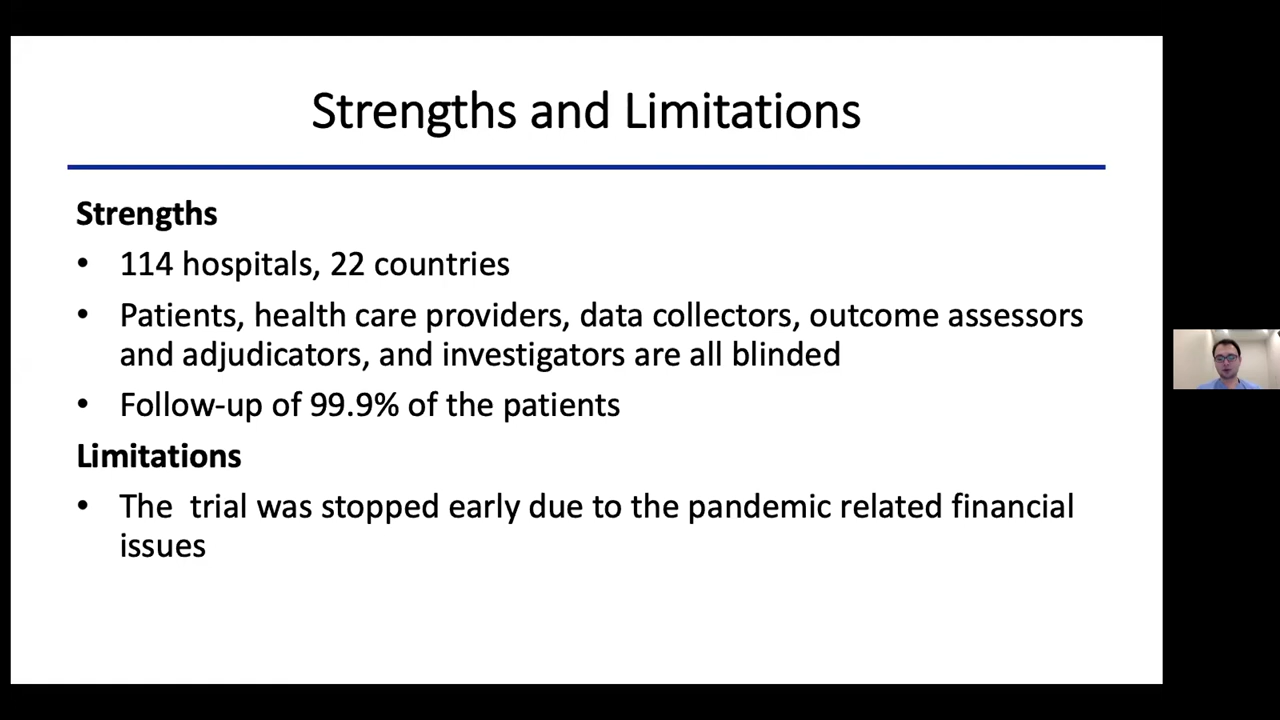 Strengths and Limitations
Strengths
• 114 hospitals, 22 countries
• Patients, health care providers, data collectors, outcome assessors
and adjudicators, and investigators are all blinded
• Follow-up of 99.9% of the patients
Limitations
• The  trial was stopped early due to the pandemic related financial
issues